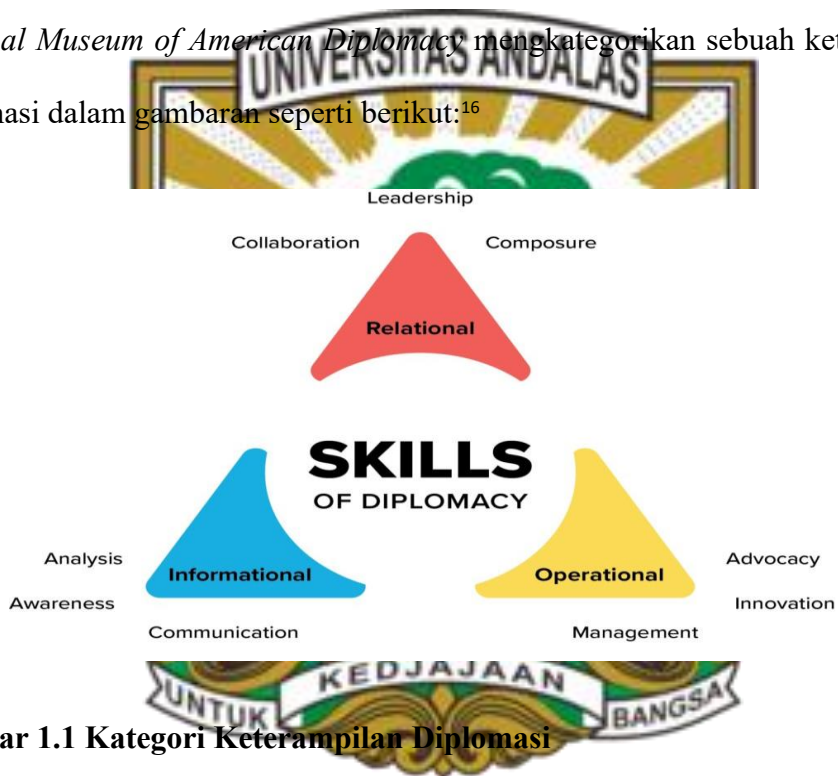 al Museum of American Diplomacy mengkategorikan sebuah ket
UNIVERSITAS ANDALAS
nasi dalam gambaran seperti berikut:16
Leadership
Collaboration Composure
Relational
SKILLS
OF DIPLOMACY
Analysis Advocacy
Informational Operational
Awareness Innovation
Communication Management
UNTUK KEDJAJAAN BANGSA
ar 1.1 Kategori Keterampilan Diplomasi